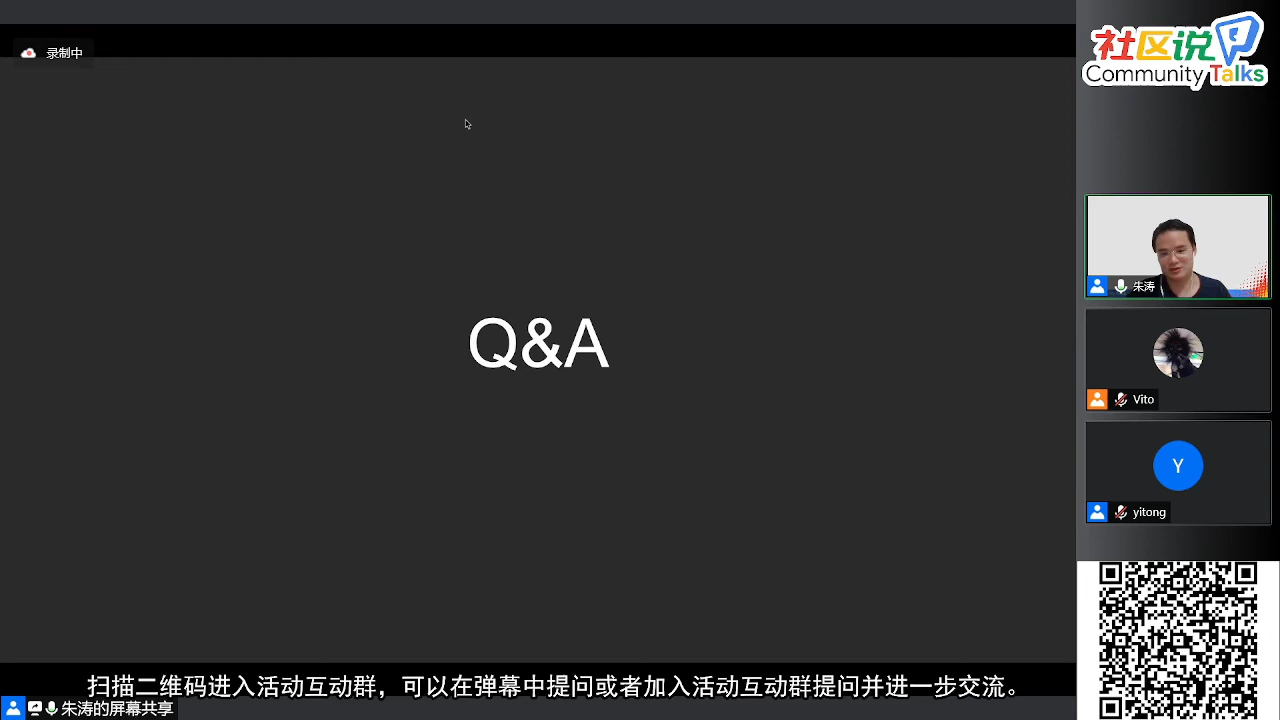 录制中
社区说
Community Talks
Q&A
朱涛
Vito
Y
yitong
扫描二维码进入活动互动群，可以在弹幕中提问或者加入活动互动群提问并进一步交流。
朱涛的屏幕共享